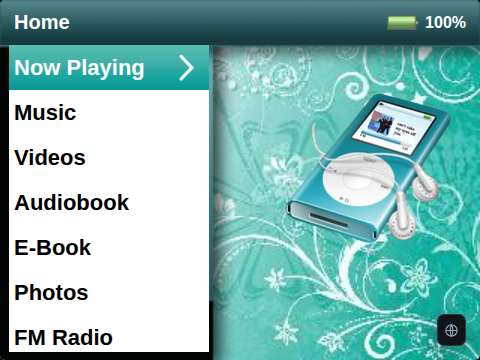 Home
100%
Now Playing
Music
Videos
Audiobook
E-Book
Photos
FM Radio